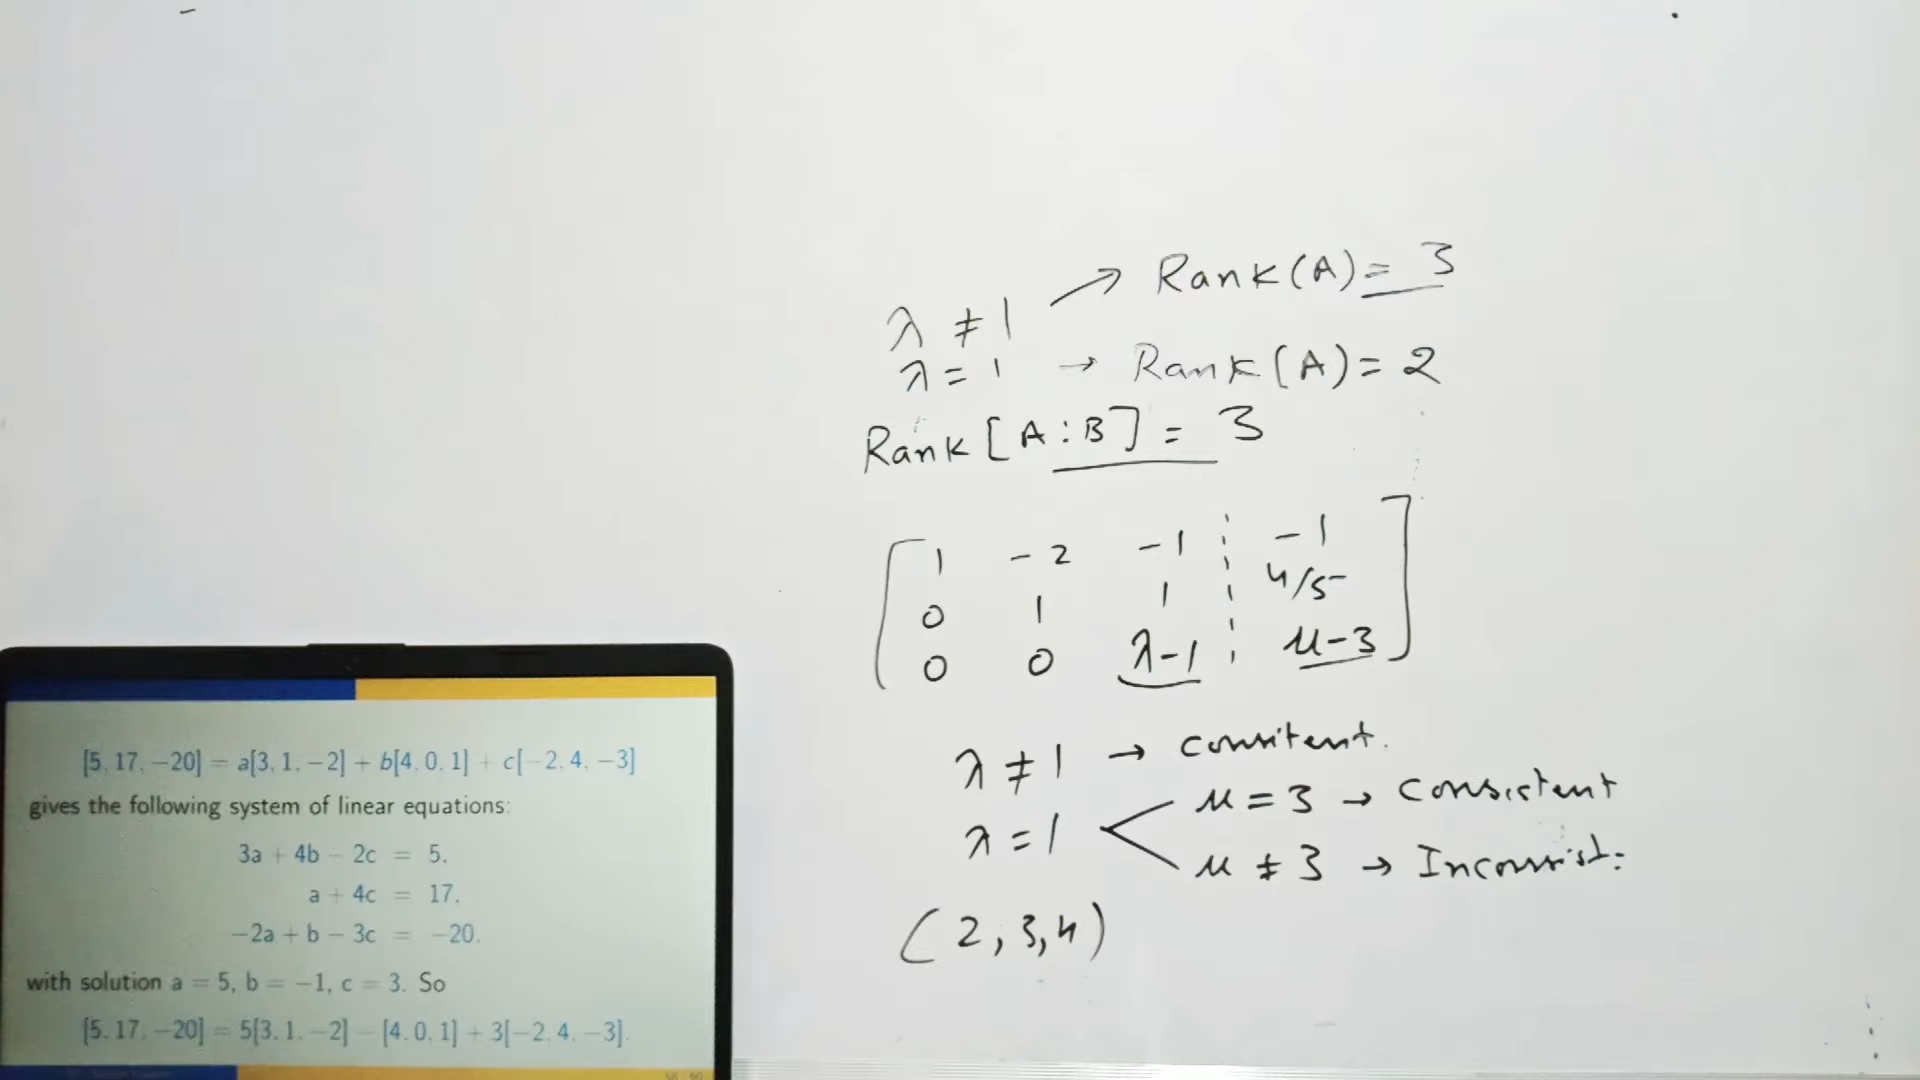 λ ≠ 1 → Rank(A) = 3
λ = 1 → Rank(A) = 2
Rank [A : B] = 3
1 -2 -1 -1
0 1 1 4/5
0 0 λ-1 μ-3
λ ≠ 1 → consitent.
λ = 1
μ = 3 → consistent
μ ≠ 3 → Inconsist.
(2, 3, 4)
[5, 17, −20] = a[3, 1, −2] + b[4, 0, 1] + c[−2, 4, −3]
gives the following system of linear equations:
3a + 4b − 2c = 5,
a + 4c = 17,
−2a + b − 3c = −20,
with solution a = 5, b = −1, c = 3. So
[5, 17, −20] = 5[3, 1, −2] − [4, 0, 1] + 3[−2, 4, −3].